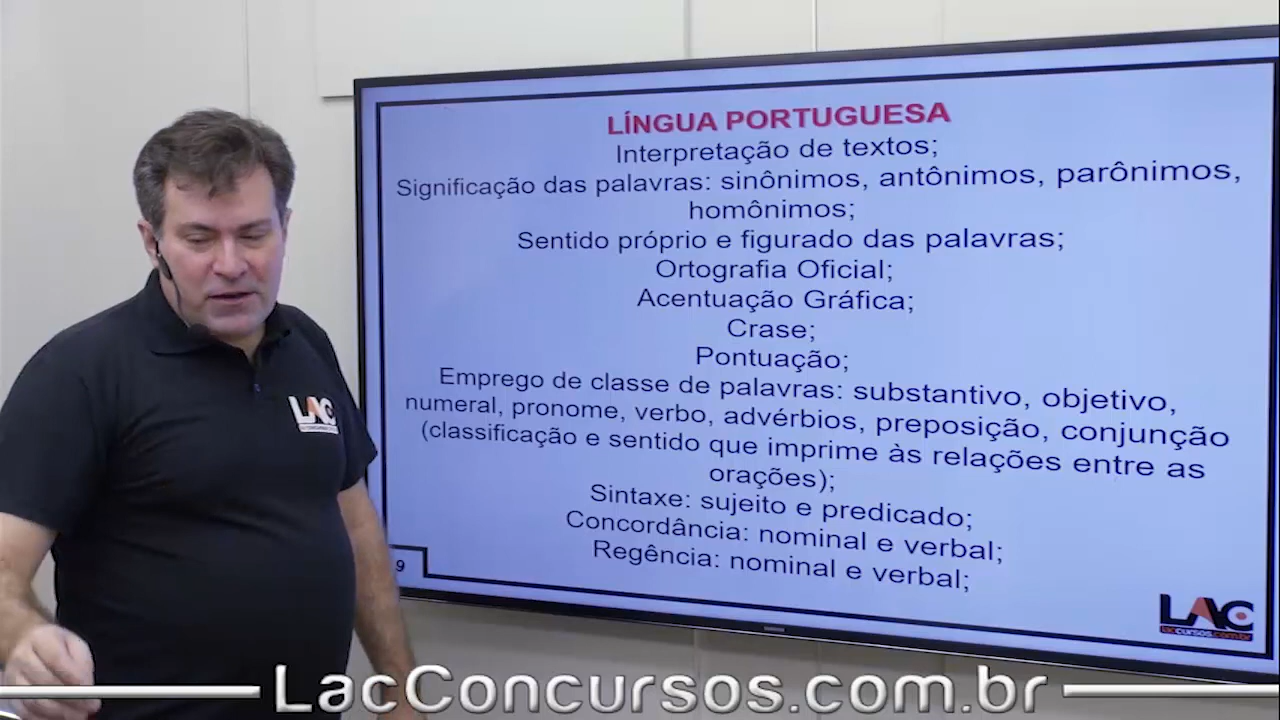 LÍNGUA PORTUGUESA
Interpretação de textos;
Significação das palavras: sinônimos, antônimos, parônimos,
homônimos;
Sentido próprio e figurado das palavras;
Ortografia Oficial;
Acentuação Gráfica;
Crase;
Pontuação;
Emprego de classe de palavras: substantivo, objetivo,
numeral, pronome, verbo, advérbios, preposição, conjunção
(classificação e sentido que imprime às relações entre as
orações);
Sintaxe: sujeito e predicado;
Concordância: nominal e verbal;
Regência: nominal e verbal;
9
LAC
laccursos.com.br
LAC
LacConcursos.com.br